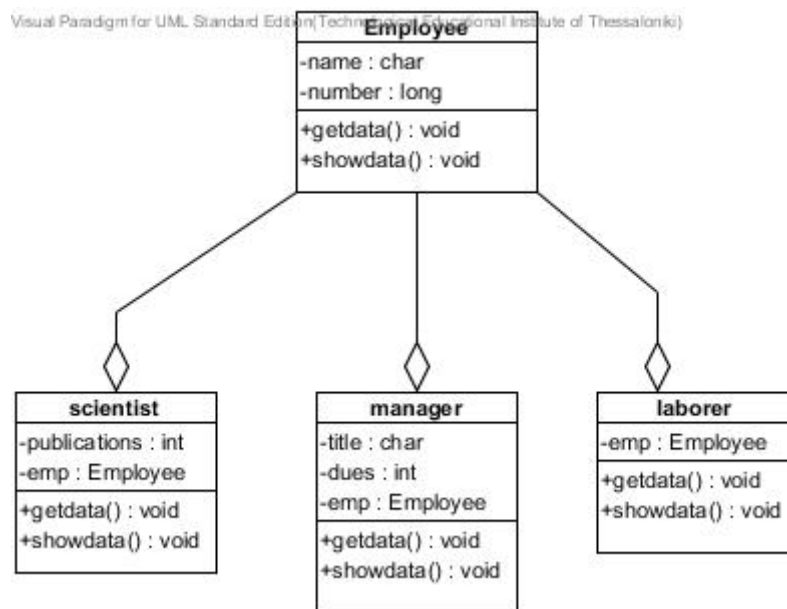 Visual Paradigm for UML Standard Edition(Technological Educational Institute of Thessaloniki)
Employee
-name : char
-number : long
+getdata() : void
+showdata() : void
scientist
-publications : int
-emp : Employee
+getdata() : void
+showdata() : void
manager
-title : char
-dues : int
-emp : Employee
+getdata() : void
+showdata() : void
laborer
-emp : Employee
+getdata() : void
+showdata() : void